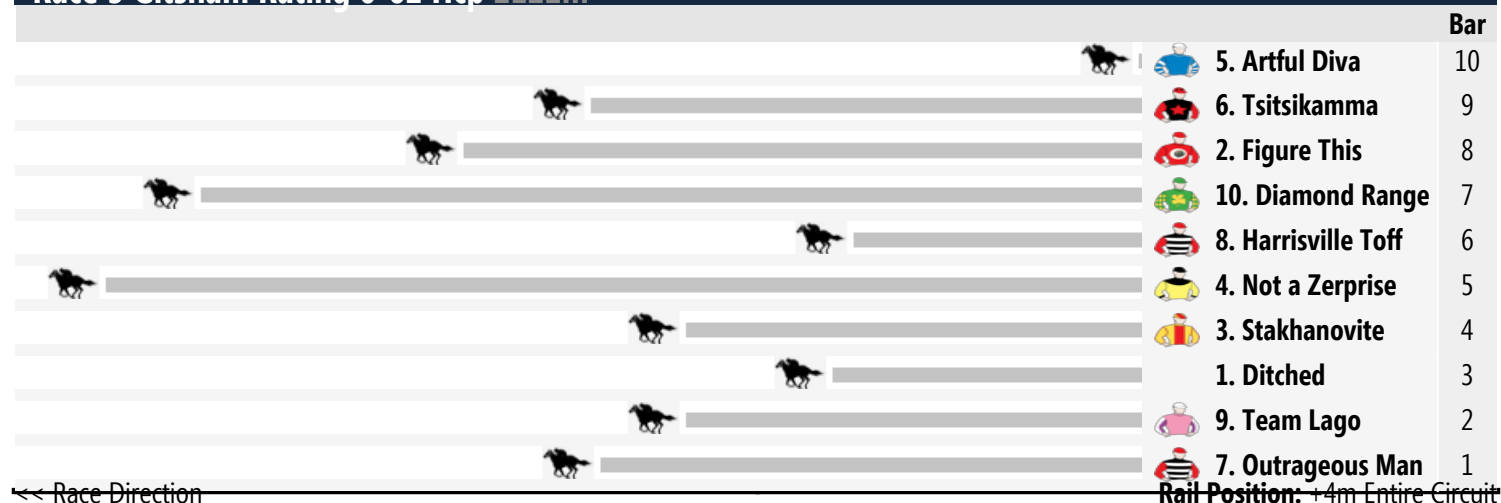 Bar
5. Artful Diva 10
6. Tsitsikamma 9
2. Figure This 8
10. Diamond Range 7
8. Harrisville Toff 6
4. Not a Zerprise 5
3. Stakhanovite 4
1. Ditched 3
9. Team Lago 2
7. Outrageous Man 1
<< Race Direction Rail Position: +4m Entire Circuit